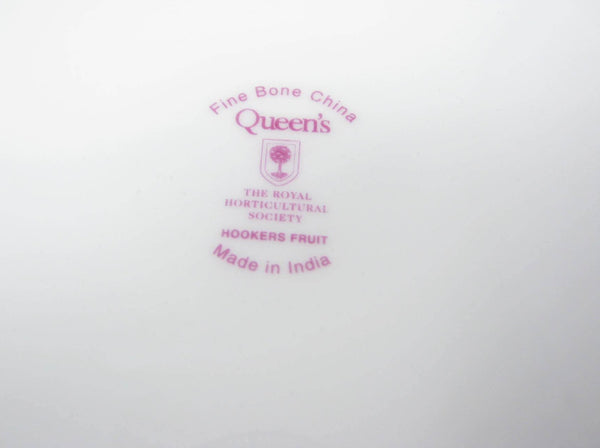 Fine Bone China
Queen's
THE ROYAL
HORTICULTURAL
SOCIETY
HOOKERS FRUIT
Made in India